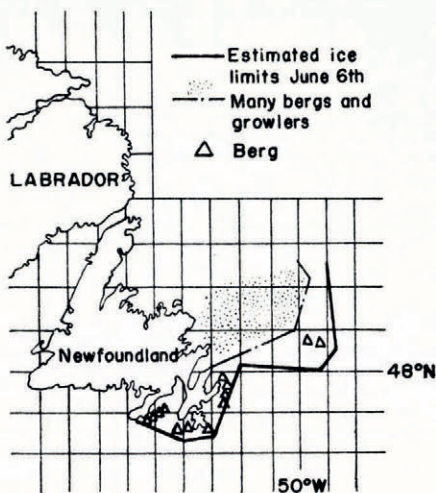 Estimated ice
limits June 6th
Many bergs and
growlers
Berg
LABRADOR
Newfoundland
48°N
50°W